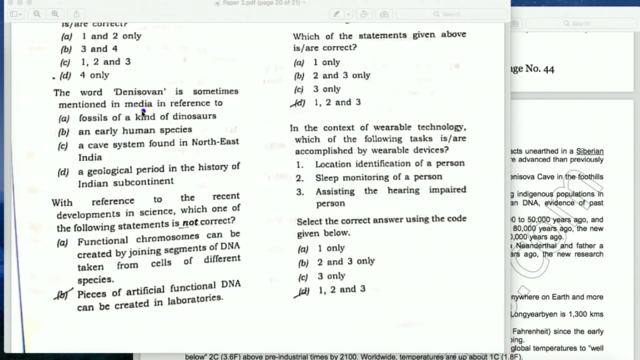 Paper 3.pdf (page 20 of 21)
Search
Search
is/are correct?
(a) 1 and 2 only
(b) 3 and 4
(c) 1, 2 and 3
(d) 4 only
The word 'Denisovan' is sometimes
mentioned in media in reference to
(a) fossils of a kind of dinosaurs
(b) an early human species
(c) a cave system found in North-East
India
(d) a geological period in the history of
Indian subcontinent
With reference to the recent
developments in science, which one of
the following statements is not correct?
(a) Functional chromosomes can be
created by joining segments of DNA
taken from cells of different
species.
(b) Pieces of artificial functional DNA
can be created in laboratories.
Which of the statements given above
is/are correct?
(a) 1 only
(b) 2 and 3 only
(c) 3 only
(d) 1, 2 and 3
In the context of wearable technology,
which of the following tasks is/are
accomplished by wearable devices?
1. Location identification of a person
2. Sleep monitoring of a person
3. Assisting the hearing impaired
person
Select the correct answer using the code
given below.
(a) 1 only
(b) 2 and 3 only
(c) 3 only
(d) 1, 2 and 3
ge No. 44
acts unearthed in a Siberian
e advanced than previously
enisova Cave in the foothills
g indigenous populations in
an DNA, evidence of past
0 to 50,000 years ago, and
80,000 years ago, the new
0,000 years ago.
a Neanderthal and father a
ars ago, the new research
nywhere on Earth and more
Longyearbyen is 1,300 kms
Fahrenheit) since the early
ping.
global temperatures to "well
below" 2C (3.6F) above pre-industrial times by 2100. Worldwide, temperatures are up about 1C (1.8F).